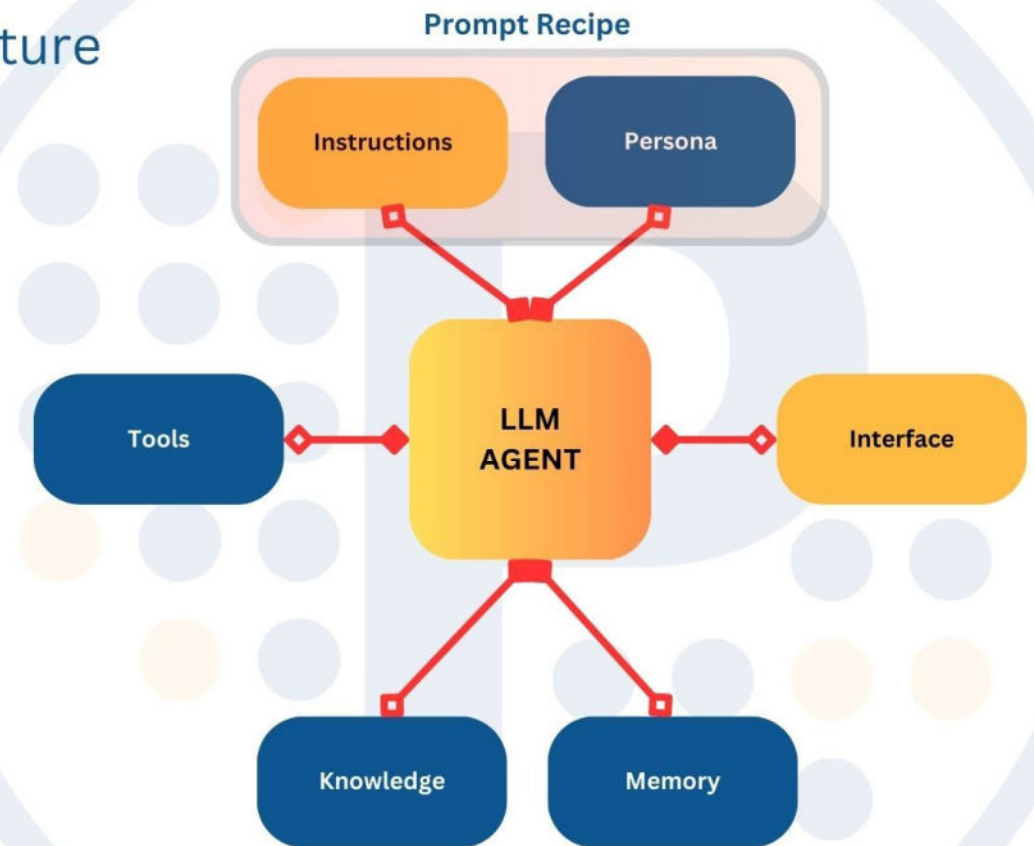 Prompt Recipe
ture
Instructions
Persona
LLM
AGENT
Tools
Interface
Knowledge
Memory